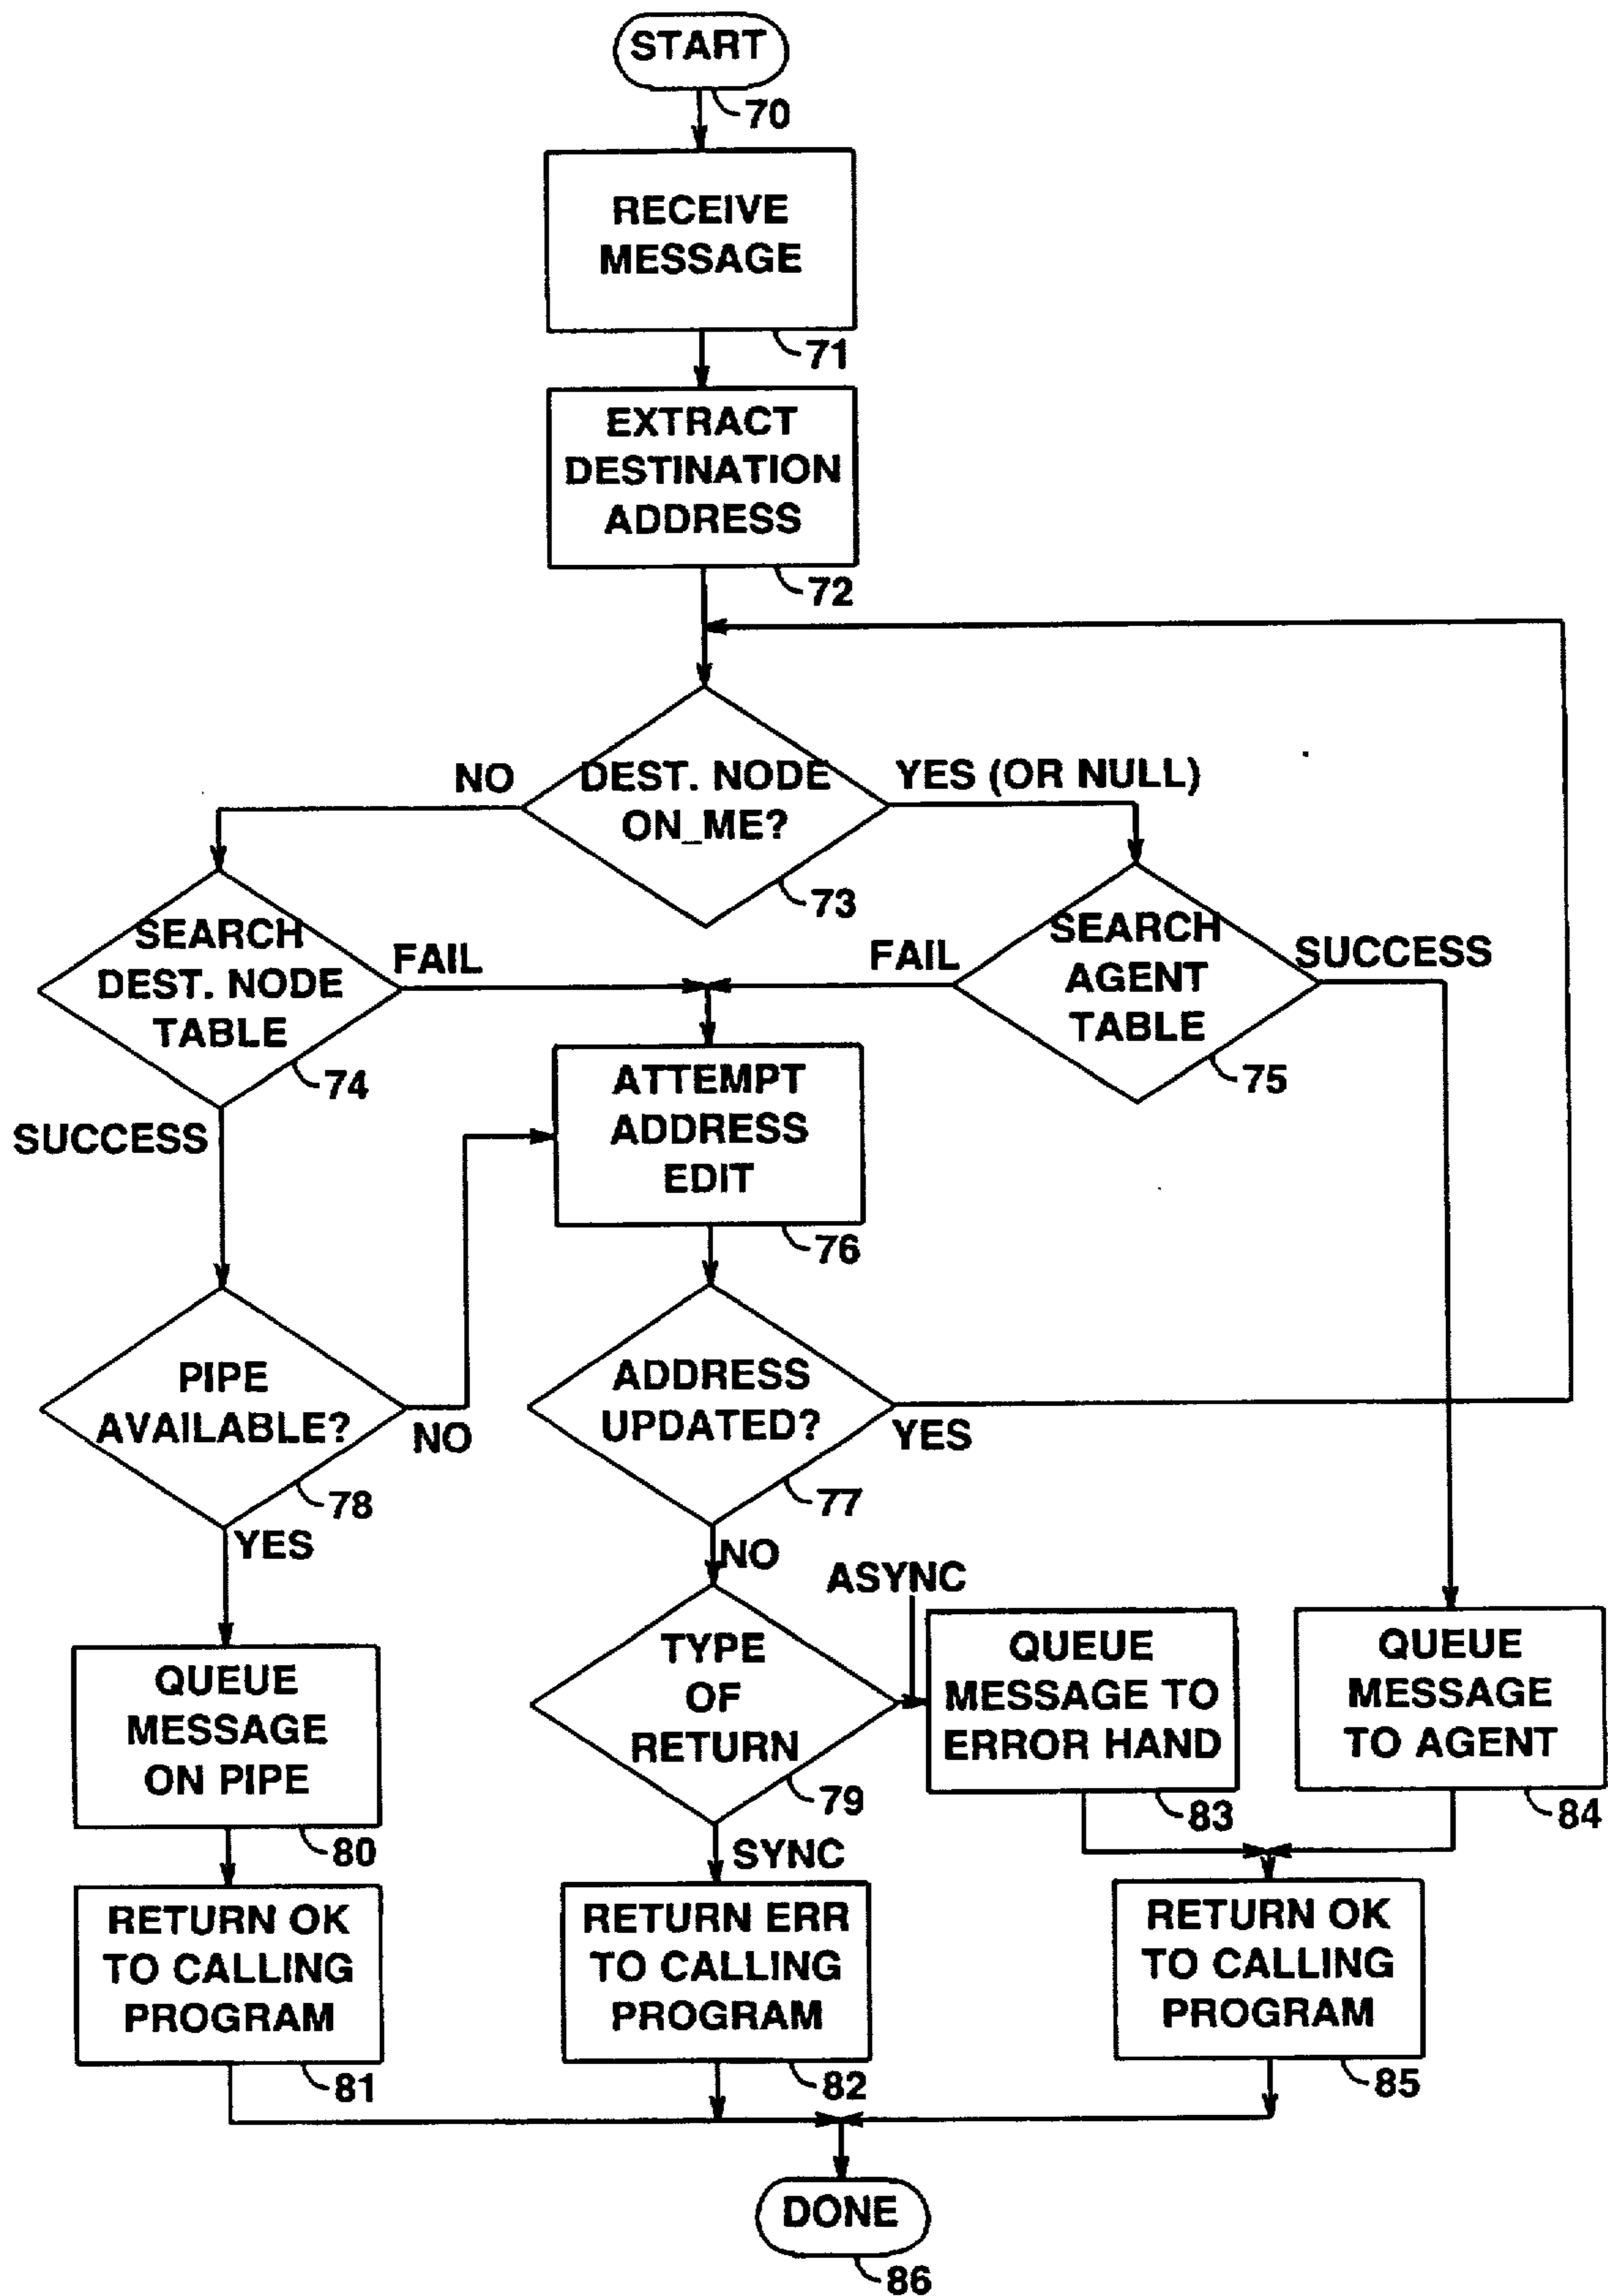 START
70
RECEIVE
MESSAGE
71
EXTRACT
DESTINATION
ADDRESS
72
NO
DEST. NODE
ON_ME?
YES (OR NULL)
73
SEARCH
DEST. NODE
TABLE
FAIL
74
SUCCESS
FAIL
SEARCH
AGENT
TABLE
SUCCESS
75
ATTEMPT
ADDRESS
EDIT
76
PIPE
AVAILABLE?
NO
78
YES
ADDRESS
UPDATED?
YES
77
NO
TYPE
OF
RETURN
79
ASYNC
SYNC
QUEUE
MESSAGE TO
ERROR HAND
83
QUEUE
MESSAGE
TO AGENT
84
QUEUE
MESSAGE
ON PIPE
80
RETURN OK
TO CALLING
PROGRAM
81
RETURN ERR
TO CALLING
PROGRAM
82
RETURN OK
TO CALLING
PROGRAM
85
DONE
86